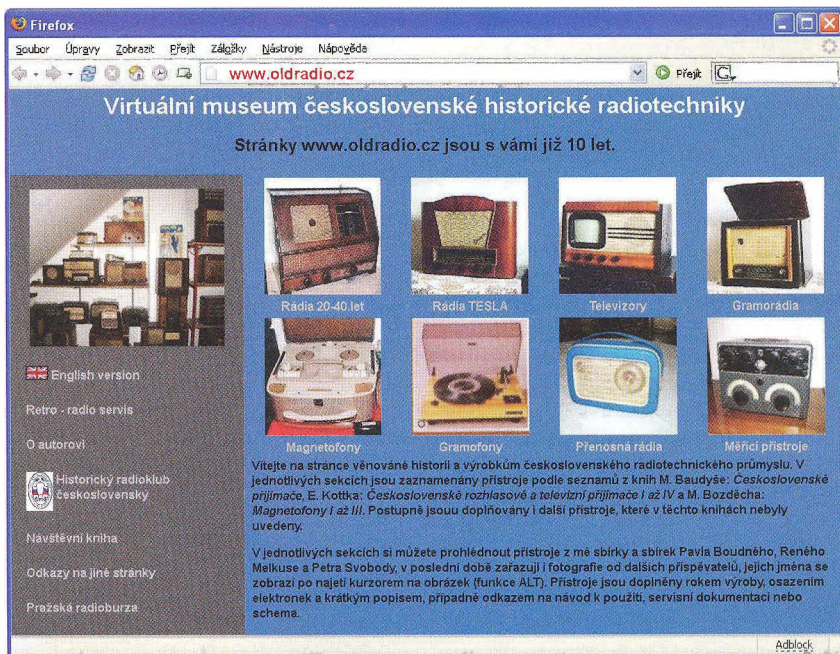 Firefox
Soubor Úpravy Zobrazit Přejít Záložky Nástroje Nápověda
www.oldradio.cz Přejít G
Virtuální museum československé historické radiotechniky
Stránky www.oldradio.cz jsou s vámi již 10 let.
Rádia 20-40.let Rádia TESLA Televizory Gramorádia
Magnetofony Gramofony Přenosná rádia Měřicí přístroje
English version
Retro - radio servis
O autorovi
Historický radioklub
československý
Návštěvní kniha
Odkazy na jiné stránky
Pražská radioburza
Vítejte na stránce věnované historii a výrobkům československého radiotechnického průmyslu. V
jednotlivých sekcích jsou zaznamenány přístroje podle seznamů z knih M. Baudyše: Československé
přijímače, E. Kottka: Československé rozhlasové a televizní přijímače I až IV a M. Bozděcha:
Magnetofony I až III. Postupně jsouu doplňovány i další přístroje, které v těchto knihách nebyly
uvedeny.
V jednotlivých sekcích si můžete prohlédnout přístroje z mé sbírky a sbírek Pavla Boudného, Reného
Melkuse a Petra Svobody, v poslední době zařazuji i fotografie od dalších přispěvatelů, jejich jména se
zobrazí po najetí kurzorem na obrázek (funkce ALT). Přístroje jsou doplněny rokem výroby, osazením
elektronek a krátkým popisem, případně odkazem na návod k použití, servisní dokumentaci nebo
schema.
Adblock